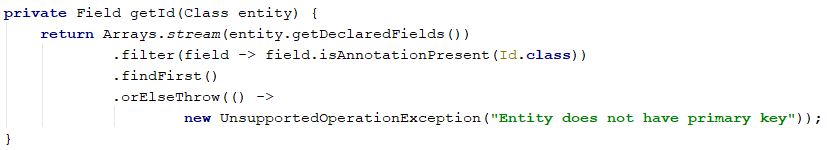 private Field getId(Class entity) {
    return Arrays.stream(entity.getDeclaredFields())
            .filter(field -> field.isAnnotationPresent(Id.class))
            .findFirst()
            .orElseThrow(() ->
                    new UnsupportedOperationException("Entity does not have primary key"));
}